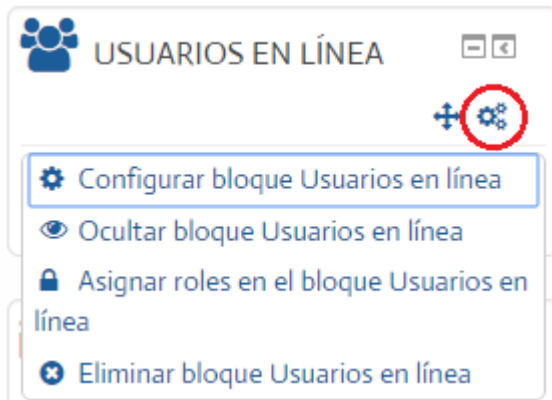 USUARIOS EN LÍNEA
Configurar bloque Usuarios en línea
Ocultar bloque Usuarios en línea
Asignar roles en el bloque Usuarios en
línea
Eliminar bloque Usuarios en línea